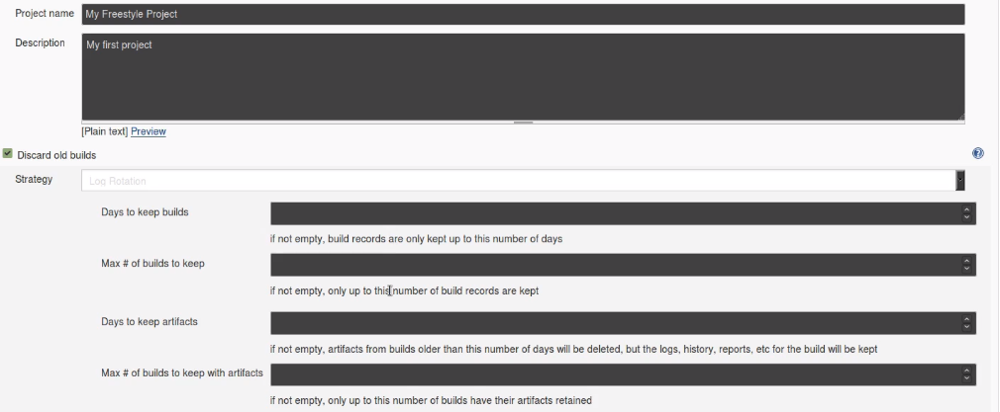 Project name My Freestyle Project
Description My first project
[Plain text] Preview
Discard old builds
Strategy Log Rotation
Days to keep builds
if not empty, build records are only kept up to this number of days
Max # of builds to keep
if not empty, only up to this number of build records are kept
Days to keep artifacts
if not empty, artifacts from builds older than this number of days will be deleted, but the logs, history, reports, etc for the build will be kept
Max # of builds to keep with artifacts
if not empty, only up to this number of builds have their artifacts retained